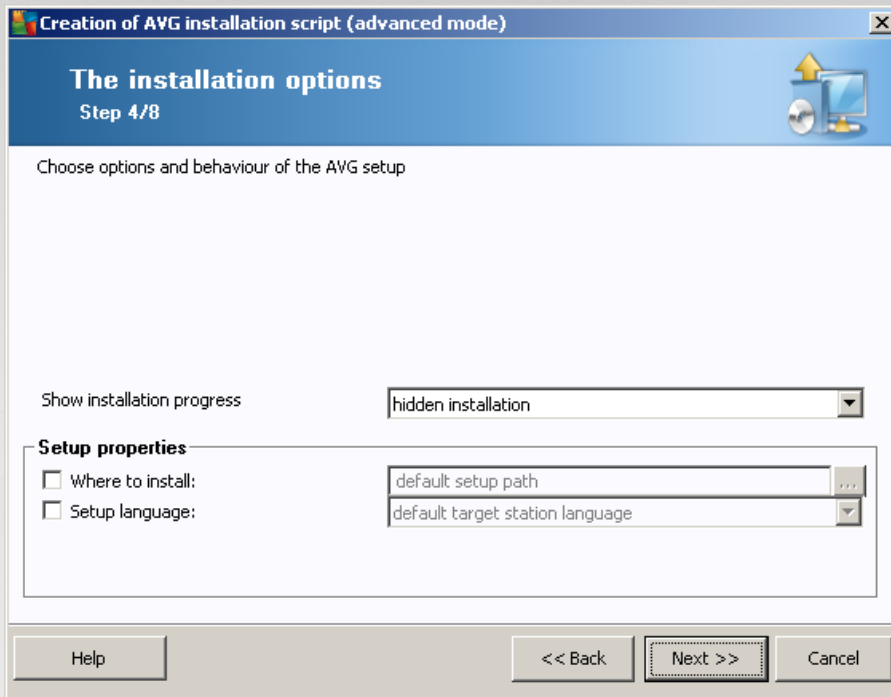 Creation of AVG installation script (advanced mode)
The installation options
Step 4/8
Choose options and behaviour of the AVG setup
Show installation progress
hidden installation
Setup properties
Where to install:
default setup path
...
Setup language:
default target station language
Help
<< Back
Next >>
Cancel